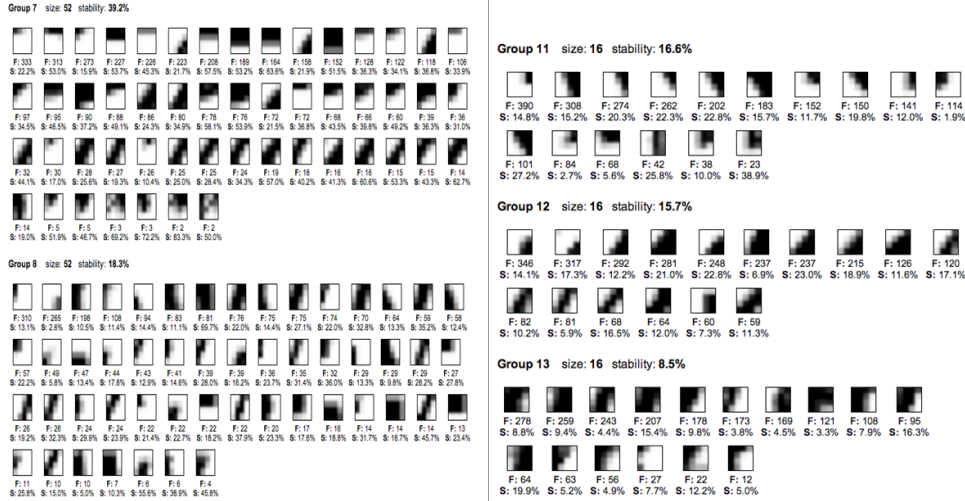 Group 7 size: 52 stability: 39.2%
F: 333 F: 313 F: 273 F: 227 F: 226 F: 223 F: 208 F: 189 F: 164 F: 158 F: 152 F: 128 F: 122 F: 118 F: 108
S: 22.2% S: 53.0% S: 15.9% S: 53.7% S: 45.3% S: 21.7% S: 57.5% S: 53.2% S: 63.6% S: 21.9% S: 51.5% S: 36.3% S: 34.1% S: 36.8% S: 33.9%
F: 97 F: 95 F: 90 F: 88 F: 86 F: 80 F: 78 F: 76 F: 72 F: 72 F: 68 F: 66 F: 60 F: 39 F: 36
S: 34.5% S: 46.5% S: 37.2% S: 49.1% S: 24.3% S: 34.9% S: 58.1% S: 53.9% S: 21.5% S: 36.8% S: 43.5% S: 39.8% S: 49.2% S: 36.3% S: 31.0%
F: 32 F: 30 F: 28 F: 27 F: 26 F: 25 F: 25 F: 24 F: 19 F: 18 F: 16 F: 16 F: 15 F: 15 F: 14
S: 44.1% S: 17.0% S: 25.6% S: 19.3% S: 10.4% S: 25.0% S: 28.4% S: 34.3% S: 57.0% S: 40.2% S: 41.3% S: 60.6% S: 53.3% S: 43.3% S: 62.7%
F: 14 F: 5 F: 5 F: 3 F: 3 F: 2 F: 2
S: 19.0% S: 51.9% S: 46.7% S: 69.2% S: 72.2% S: 83.3% S: 50.0%
Group 8 size: 52 stability: 18.3%
F: 310 F: 265 F: 198 F: 108 F: 94 F: 83 F: 81 F: 76 F: 75 F: 75 F: 74 F: 70 F: 64 F: 59 F: 58
S: 13.1% S: 2.6% S: 10.5% S: 11.4% S: 14.4% S: 11.1% S: 69.7% S: 22.0% S: 14.4% S: 27.1% S: 22.0% S: 32.8% S: 13.3% S: 35.2% S: 12.4%
F: 57 F: 49 F: 47 F: 44 F: 43 F: 41 F: 39 F: 39 F: 36 F: 35 F: 32 F: 29 F: 29 F: 29 F: 27
S: 22.2% S: 5.8% S: 13.4% S: 17.8% S: 12.9% S: 14.6% S: 28.0% S: 16.2% S: 23.7% S: 31.4% S: 36.0% S: 13.3% S: 9.8% S: 28.2% S: 27.8%
F: 26 F: 26 F: 24 F: 24 F: 22 F: 22 F: 22 F: 22 F: 20 F: 17 F: 16 F: 14 F: 14 F: 14 F: 13
S: 19.2% S: 32.3% S: 29.9% S: 23.9% S: 21.4% S: 22.7% S: 18.2% S: 37.9% S: 23.3% S: 17.6% S: 18.8% S: 31.7% S: 16.7% S: 45.7% S: 23.4%
F: 11 F: 10 F: 10 F: 7 F: 6 F: 6 F: 4
S: 25.8% S: 15.0% S: 5.0% S: 10.3% S: 55.6% S: 38.9% S: 45.8%
Group 11 size: 16 stability: 16.6%
F: 390 F: 308 F: 274 F: 262 F: 202 F: 183 F: 152 F: 150 F: 141 F: 114
S: 14.8% S: 15.2% S: 20.3% S: 22.3% S: 22.8% S: 15.7% S: 11.7% S: 19.8% S: 12.0% S: 1.9%
F: 101 F: 84 F: 68 F: 42 F: 38 F: 23
S: 27.2% S: 2.7% S: 5.6% S: 25.8% S: 10.0% S: 38.9%
Group 12 size: 16 stability: 15.7%
F: 346 F: 317 F: 292 F: 281 F: 248 F: 237 F: 237 F: 215 F: 126 F: 120
S: 14.1% S: 17.3% S: 12.2% S: 21.0% S: 22.8% S: 6.9% S: 23.0% S: 18.9% S: 11.6% S: 17.1%
F: 82 F: 81 F: 68 F: 64 F: 60 F: 59
S: 10.2% S: 5.9% S: 16.5% S: 12.0% S: 7.3% S: 11.3%
Group 13 size: 16 stability: 8.5%
F: 278 F: 259 F: 243 F: 207 F: 178 F: 173 F: 169 F: 121 F: 108 F: 95
S: 8.8% S: 9.4% S: 4.4% S: 15.4% S: 9.8% S: 3.8% S: 4.5% S: 3.3% S: 7.9% S: 16.3%
F: 64 F: 63 F: 56 F: 27 F: 22 F: 12
S: 19.9% S: 5.2% S: 4.9% S: 7.7% S: 12.2% S: 5.0%